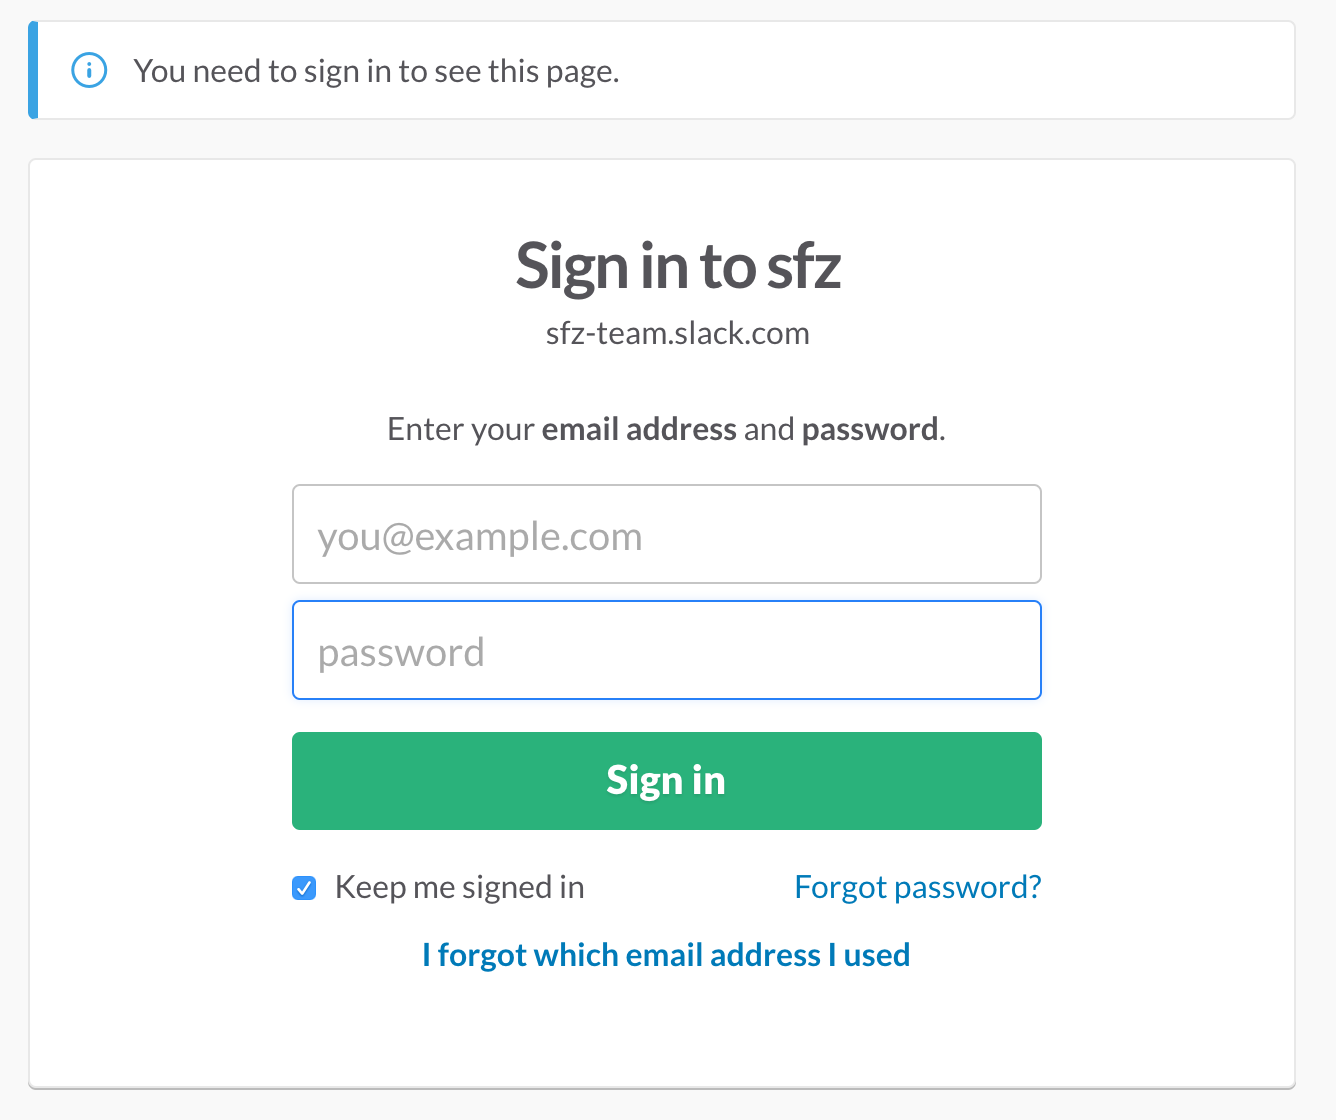 You need to sign in to see this page.
Sign in to sfz
sfz-team.slack.com
Enter your email address and password.
you@example.com
password
Sign in
Keep me signed in
Forgot password?
I forgot which email address I used